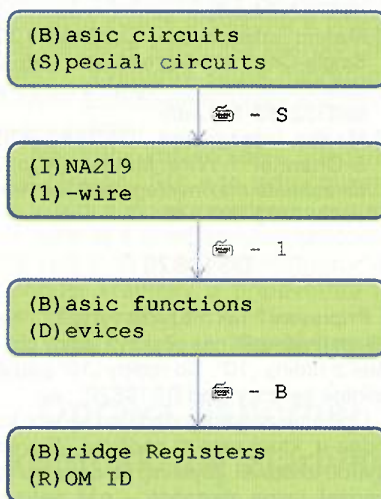 (B)asic circuits
(S)pecial circuits
- S
(I)NA219
(1)-wire
- 1
(B)asic functions
(D)evices
- B
(B)ridge Registers
(R)OM ID